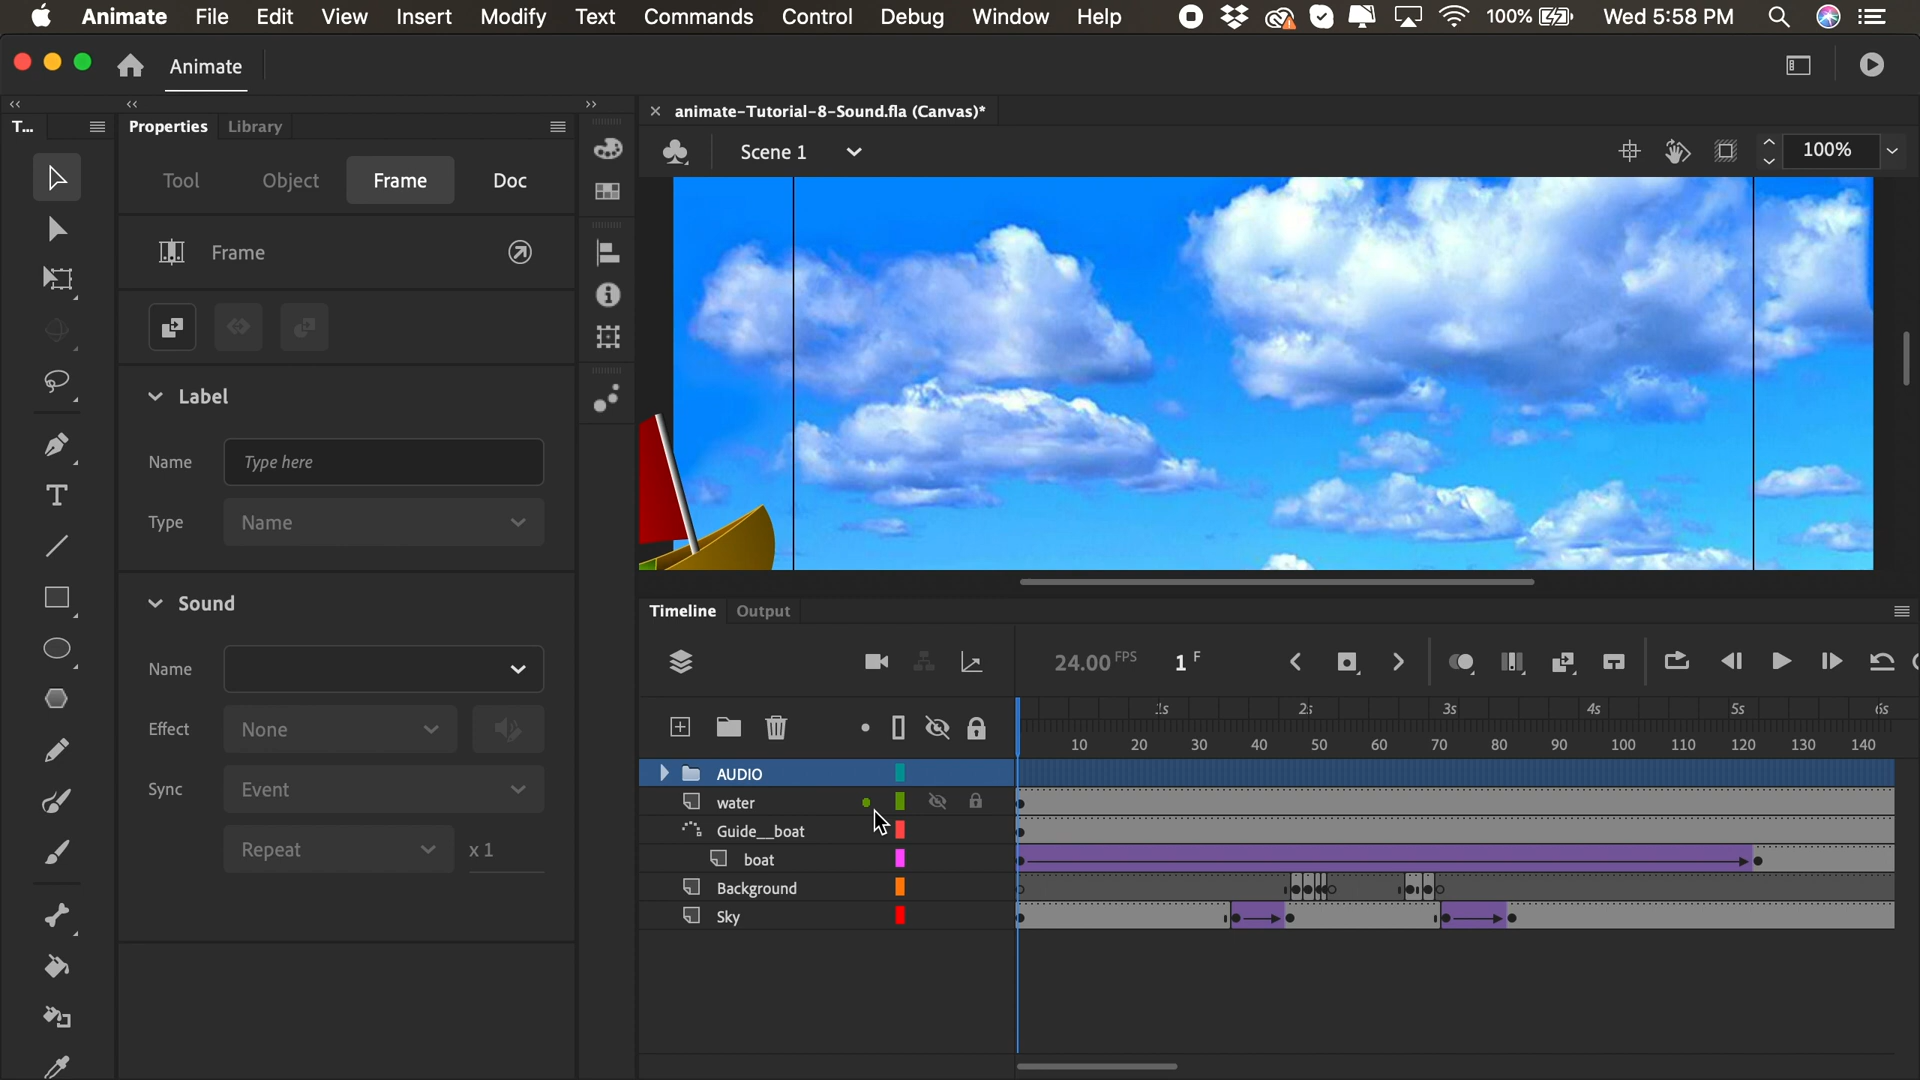 Animate File Edit View Insert Modify Text Commands Control Debug Window Help 100% Wed 5:58 PM
Animate
T... Properties Library
animate-Tutorial-8-Sound.fla (Canvas)*
Scene 1 100%
Tool Object Frame Doc
Frame
Label
Name Type here
Type Name
Sound
Name
Effect None
Sync Event
Repeat x 1
Timeline Output
24.00 FPS 1 F
1s 2s 3s 4s 5s 6s
10 20 30 40 50 60 70 80 90 100 110 120 130 140
AUDIO
water
Guide__boat
boat
Background
Sky